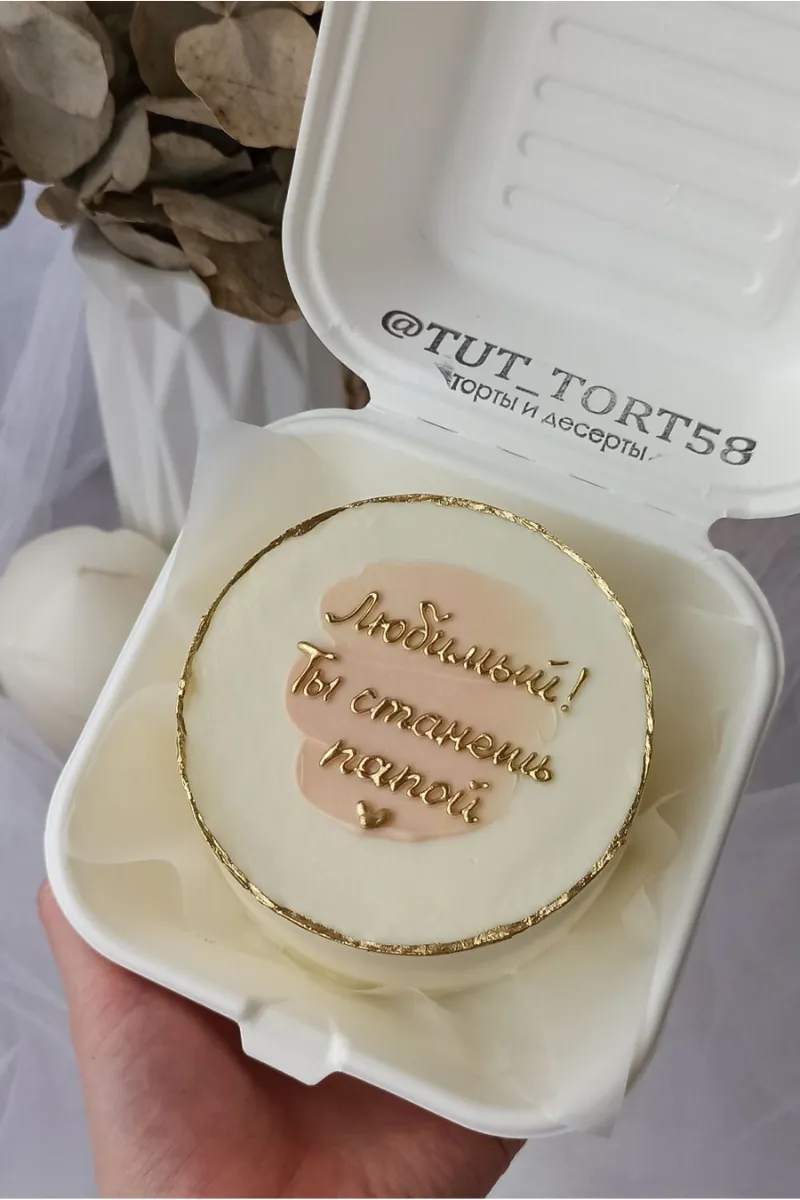 @TUT_TORT58
торты и десерты
Любимый!
Ты станешь
папой